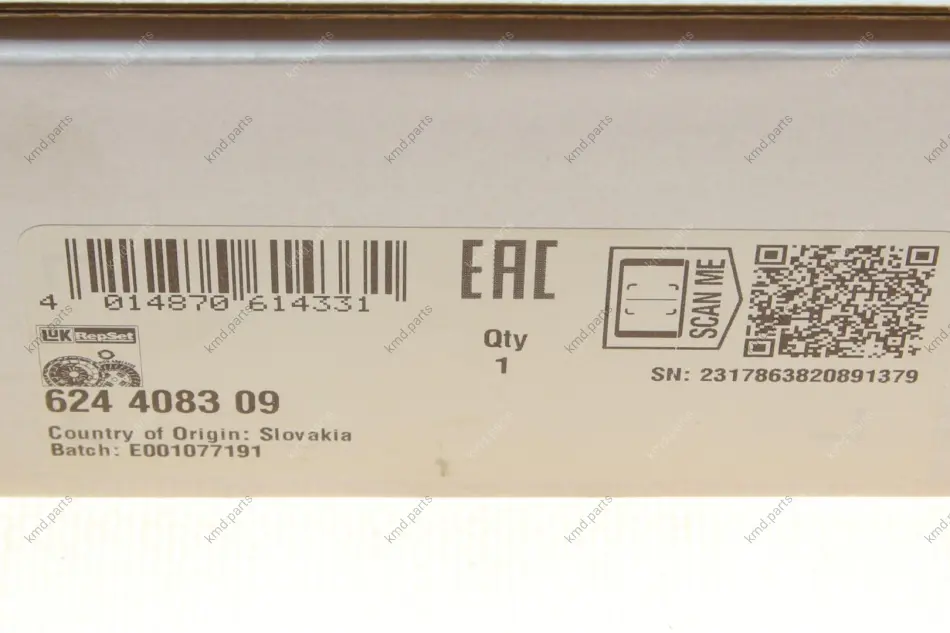 4 014870 614331
EAC
SCAN ME
LuK RepSet
Qty
1
SN: 2317863820891379
624 4083 09
Country of Origin: Slovakia
Batch: E001077191
kmd.parts